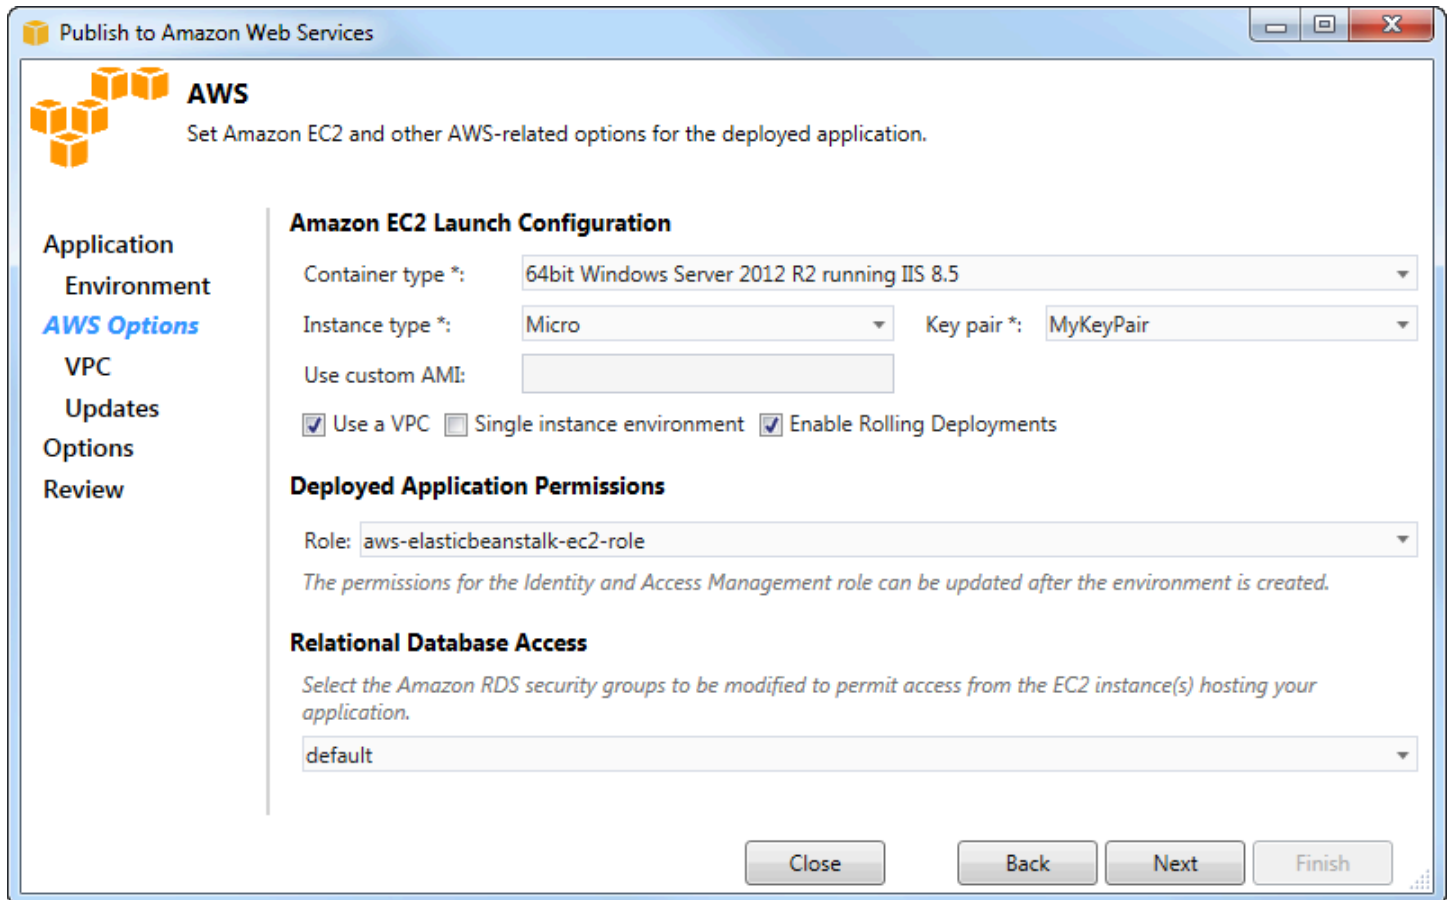 Publish to Amazon Web Services
AWS
Set Amazon EC2 and other AWS-related options for the deployed application.
Application
Environment
AWS Options
VPC
Updates
Options
Review
Amazon EC2 Launch Configuration
Container type *: 64bit Windows Server 2012 R2 running IIS 8.5
Instance type *: Micro Key pair *: MyKeyPair
Use custom AMI:
Use a VPC Single instance environment Enable Rolling Deployments
Deployed Application Permissions
Role: aws-elasticbeanstalk-ec2-role
The permissions for the Identity and Access Management role can be updated after the environment is created.
Relational Database Access
Select the Amazon RDS security groups to be modified to permit access from the EC2 instance(s) hosting your
application.
default
Close Back Next Finish